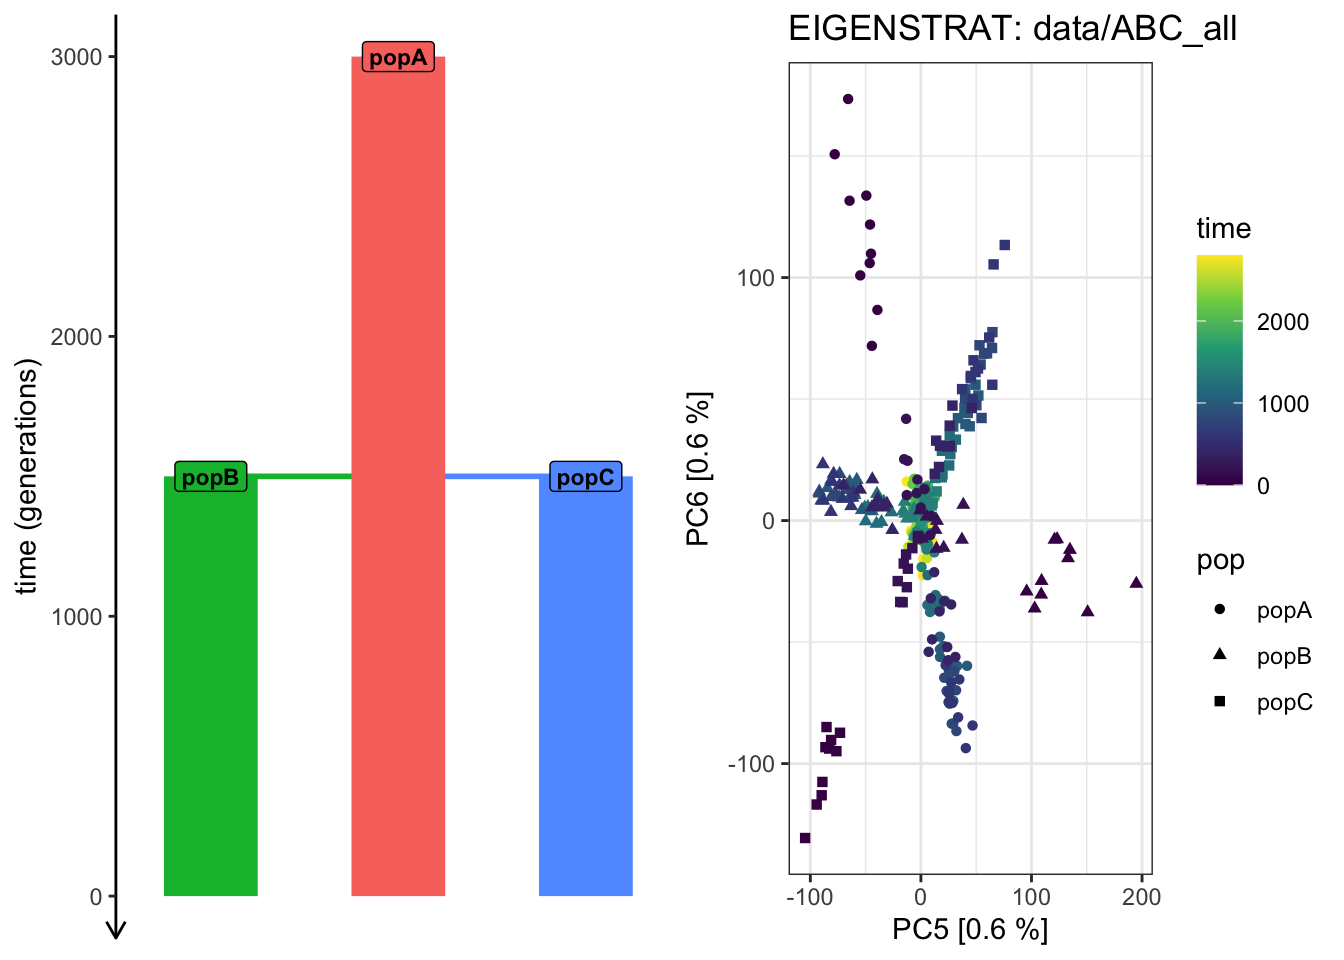 time (generations)
3000
2000
1000
0
popA
popB
popC
EIGENSTRAT: data/ABC_all
PC6 [0.6 %]
100
0
-100
-100
0
100
200
PC5 [0.6 %]
time
2000
1000
0
pop
popA
popB
popC